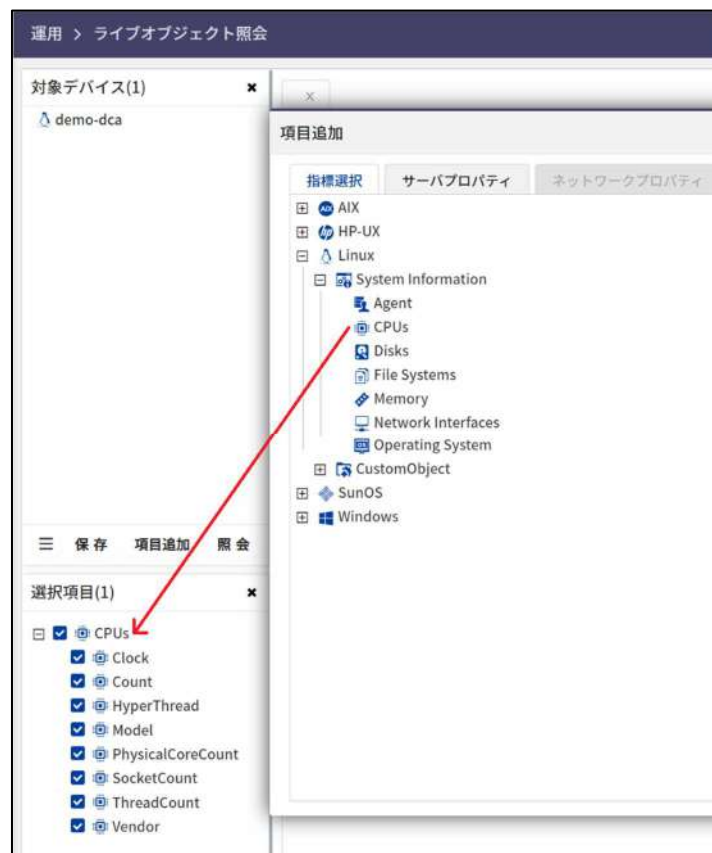 運用 > ライブオブジェクト照会
対象デバイス(1)
demo-dca
項目追加
指標選択 サーバプロパティ ネットワークプロパティ
AIX
HP-UX
Linux
System Information
Agent
CPUs
Disks
File Systems
Memory
Network Interfaces
Operating System
CustomObject
SunOS
Windows
保存 項目追加 照会
選択項目(1)
CPUs
Clock
Count
HyperThread
Model
PhysicalCoreCount
SocketCount
ThreadCount
Vendor